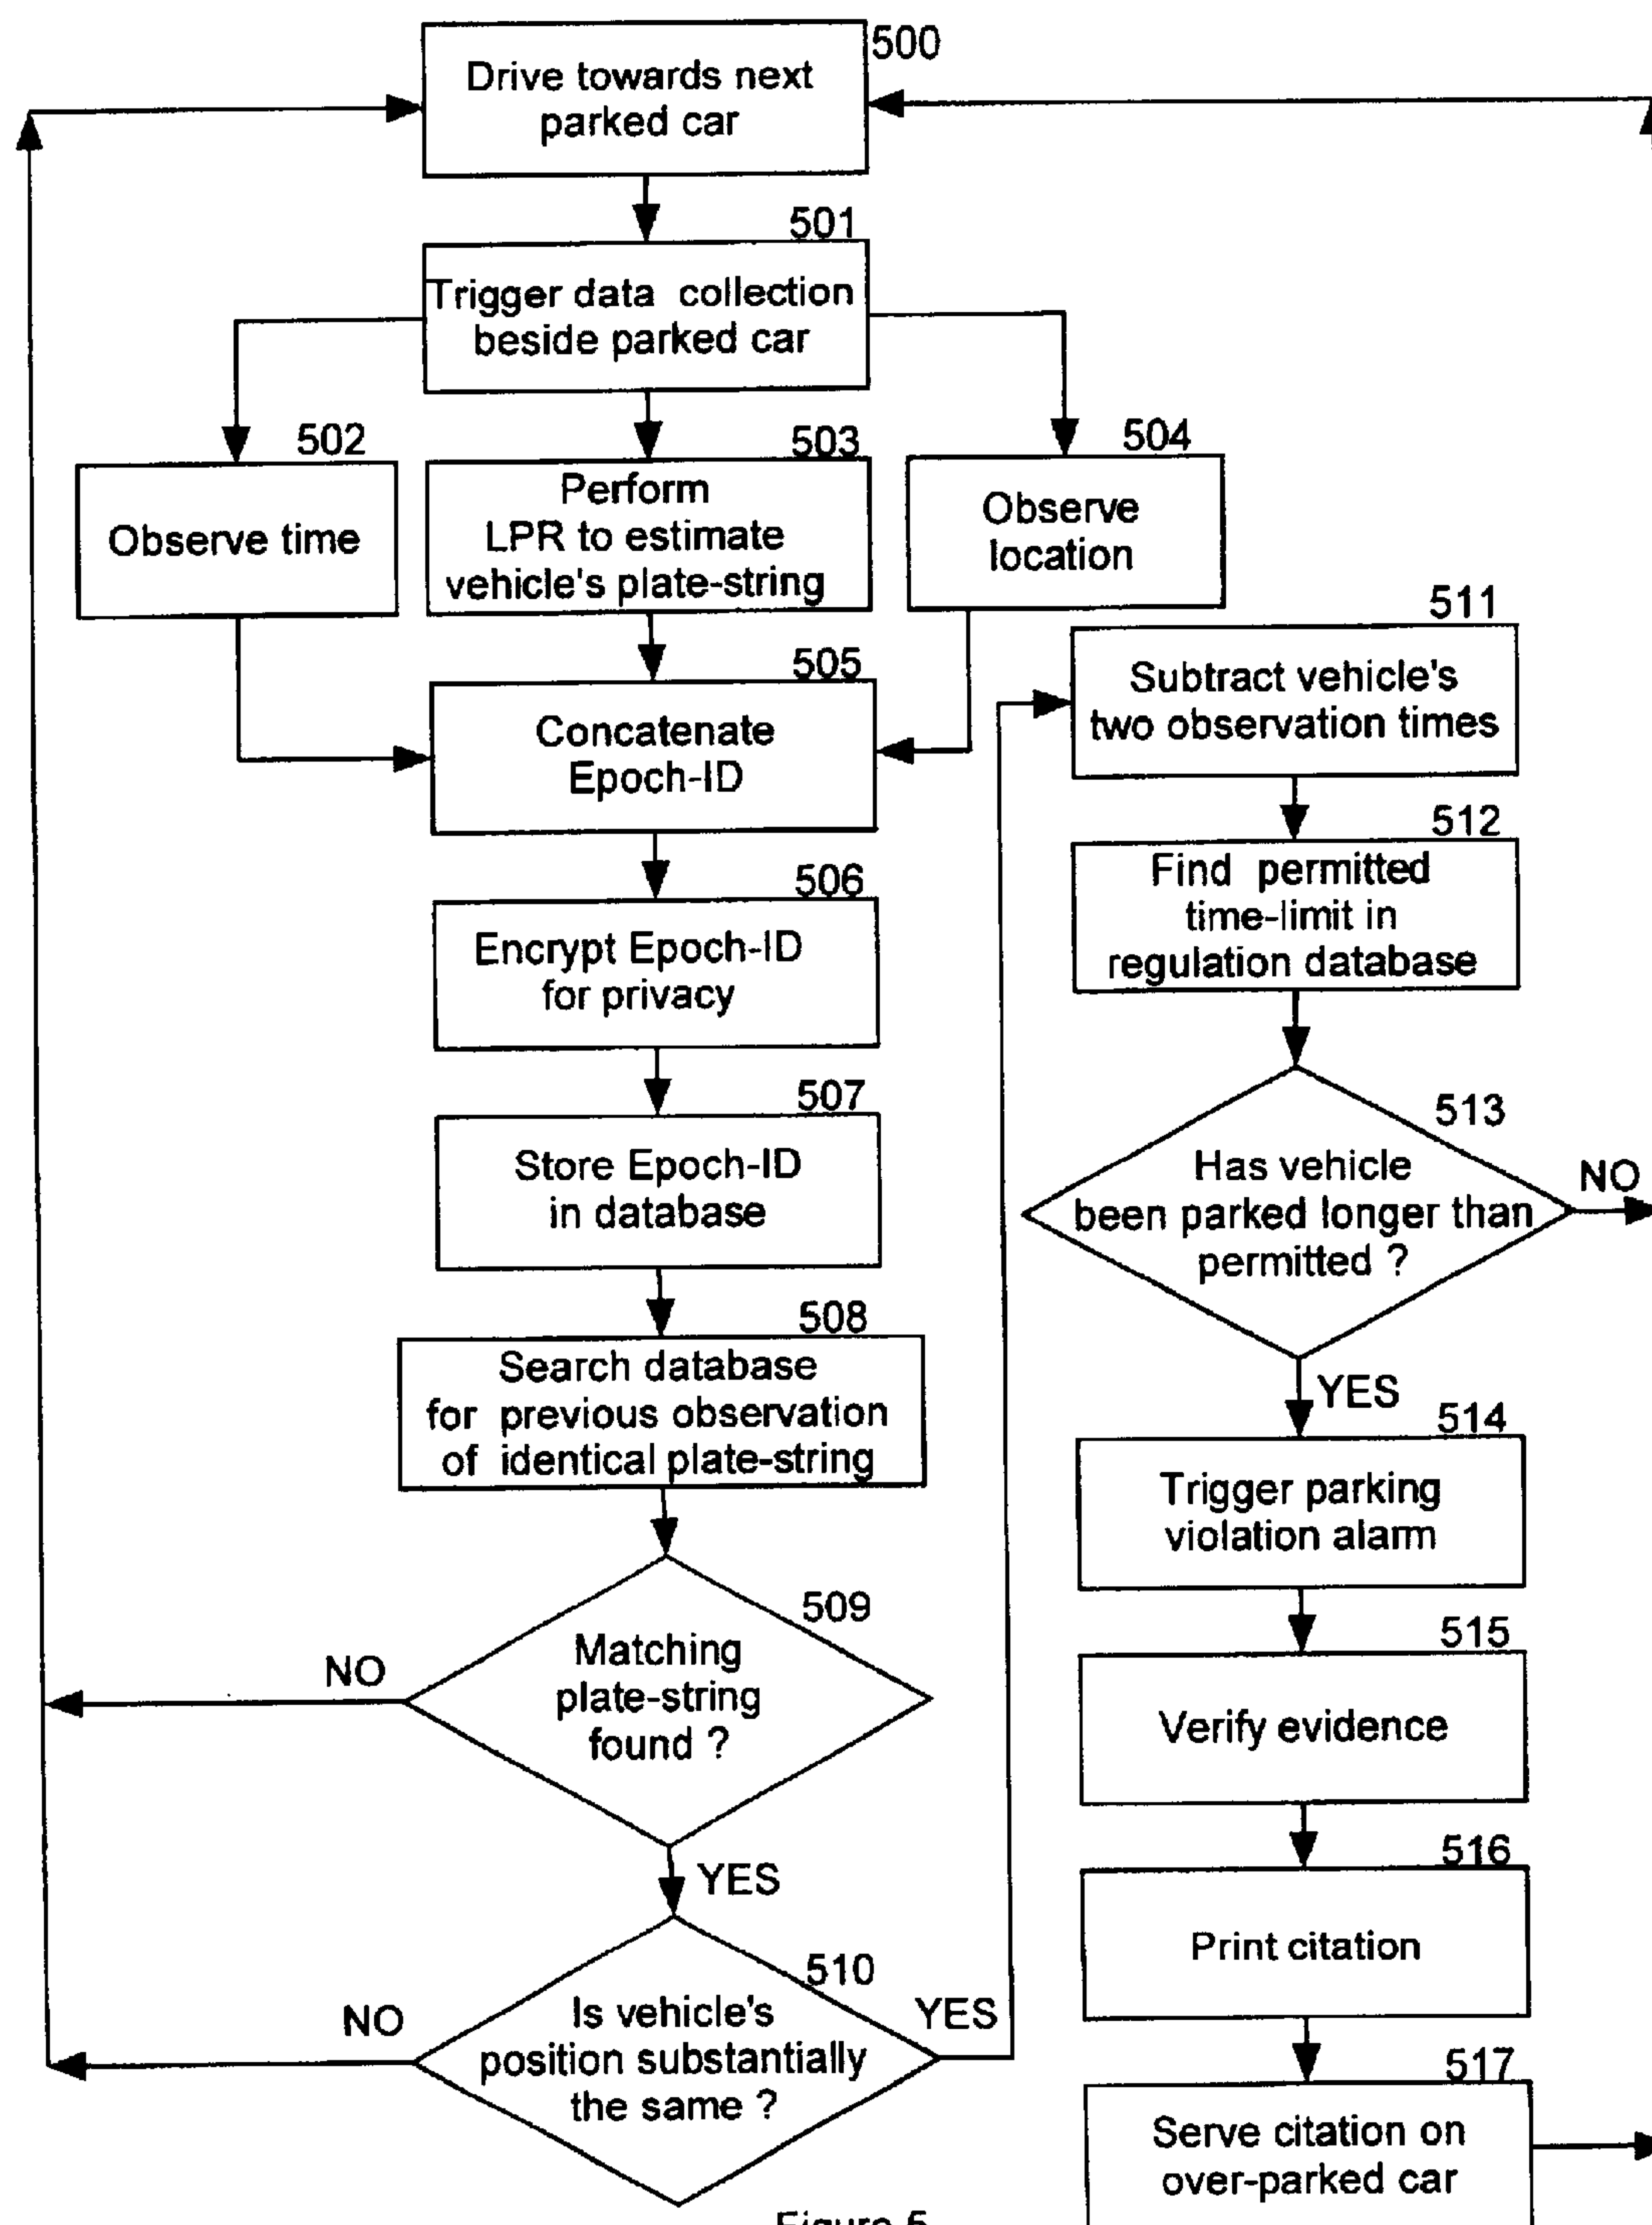 500
Drive towards next
parked car
501
Trigger data collection
beside parked car
502
Observe time
503
Perform
LPR to estimate
vehicle's plate-string
504
Observe
location
505
Concatenate
Epoch-ID
506
Encrypt Epoch-ID
for privacy
507
Store Epoch-ID
in database
508
Search database
for previous observation
of identical plate-string
509
Matching
plate-string
found ?
NO
YES
510
Is vehicle's
position substantially
the same ?
NO
YES
511
Subtract vehicle's
two observation times
512
Find permitted
time-limit in
regulation database
513
Has vehicle
been parked longer than
permitted ?
NO
YES
514
Trigger parking
violation alarm
515
Verify evidence
516
Print citation
517
Serve citation on
over-parked car
Figure 5